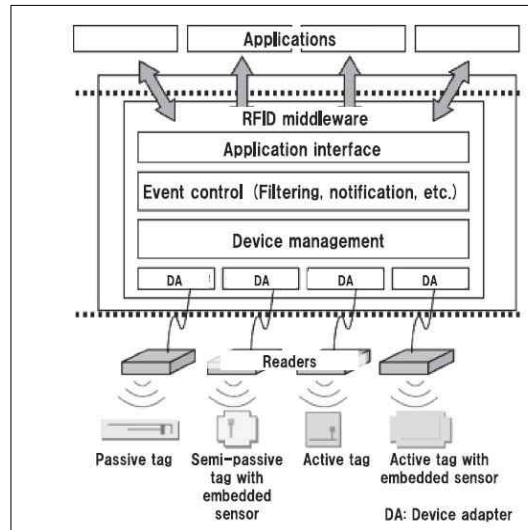 Applications
RFID middleware
Application interface
Event control (Filtering, notification, etc.)
Device management
DA DA DA DA
Readers
Passive tag
Semi-passive
tag with
embedded
sensor
Active tag
Active tag with
embedded sensor
DA: Device adapter